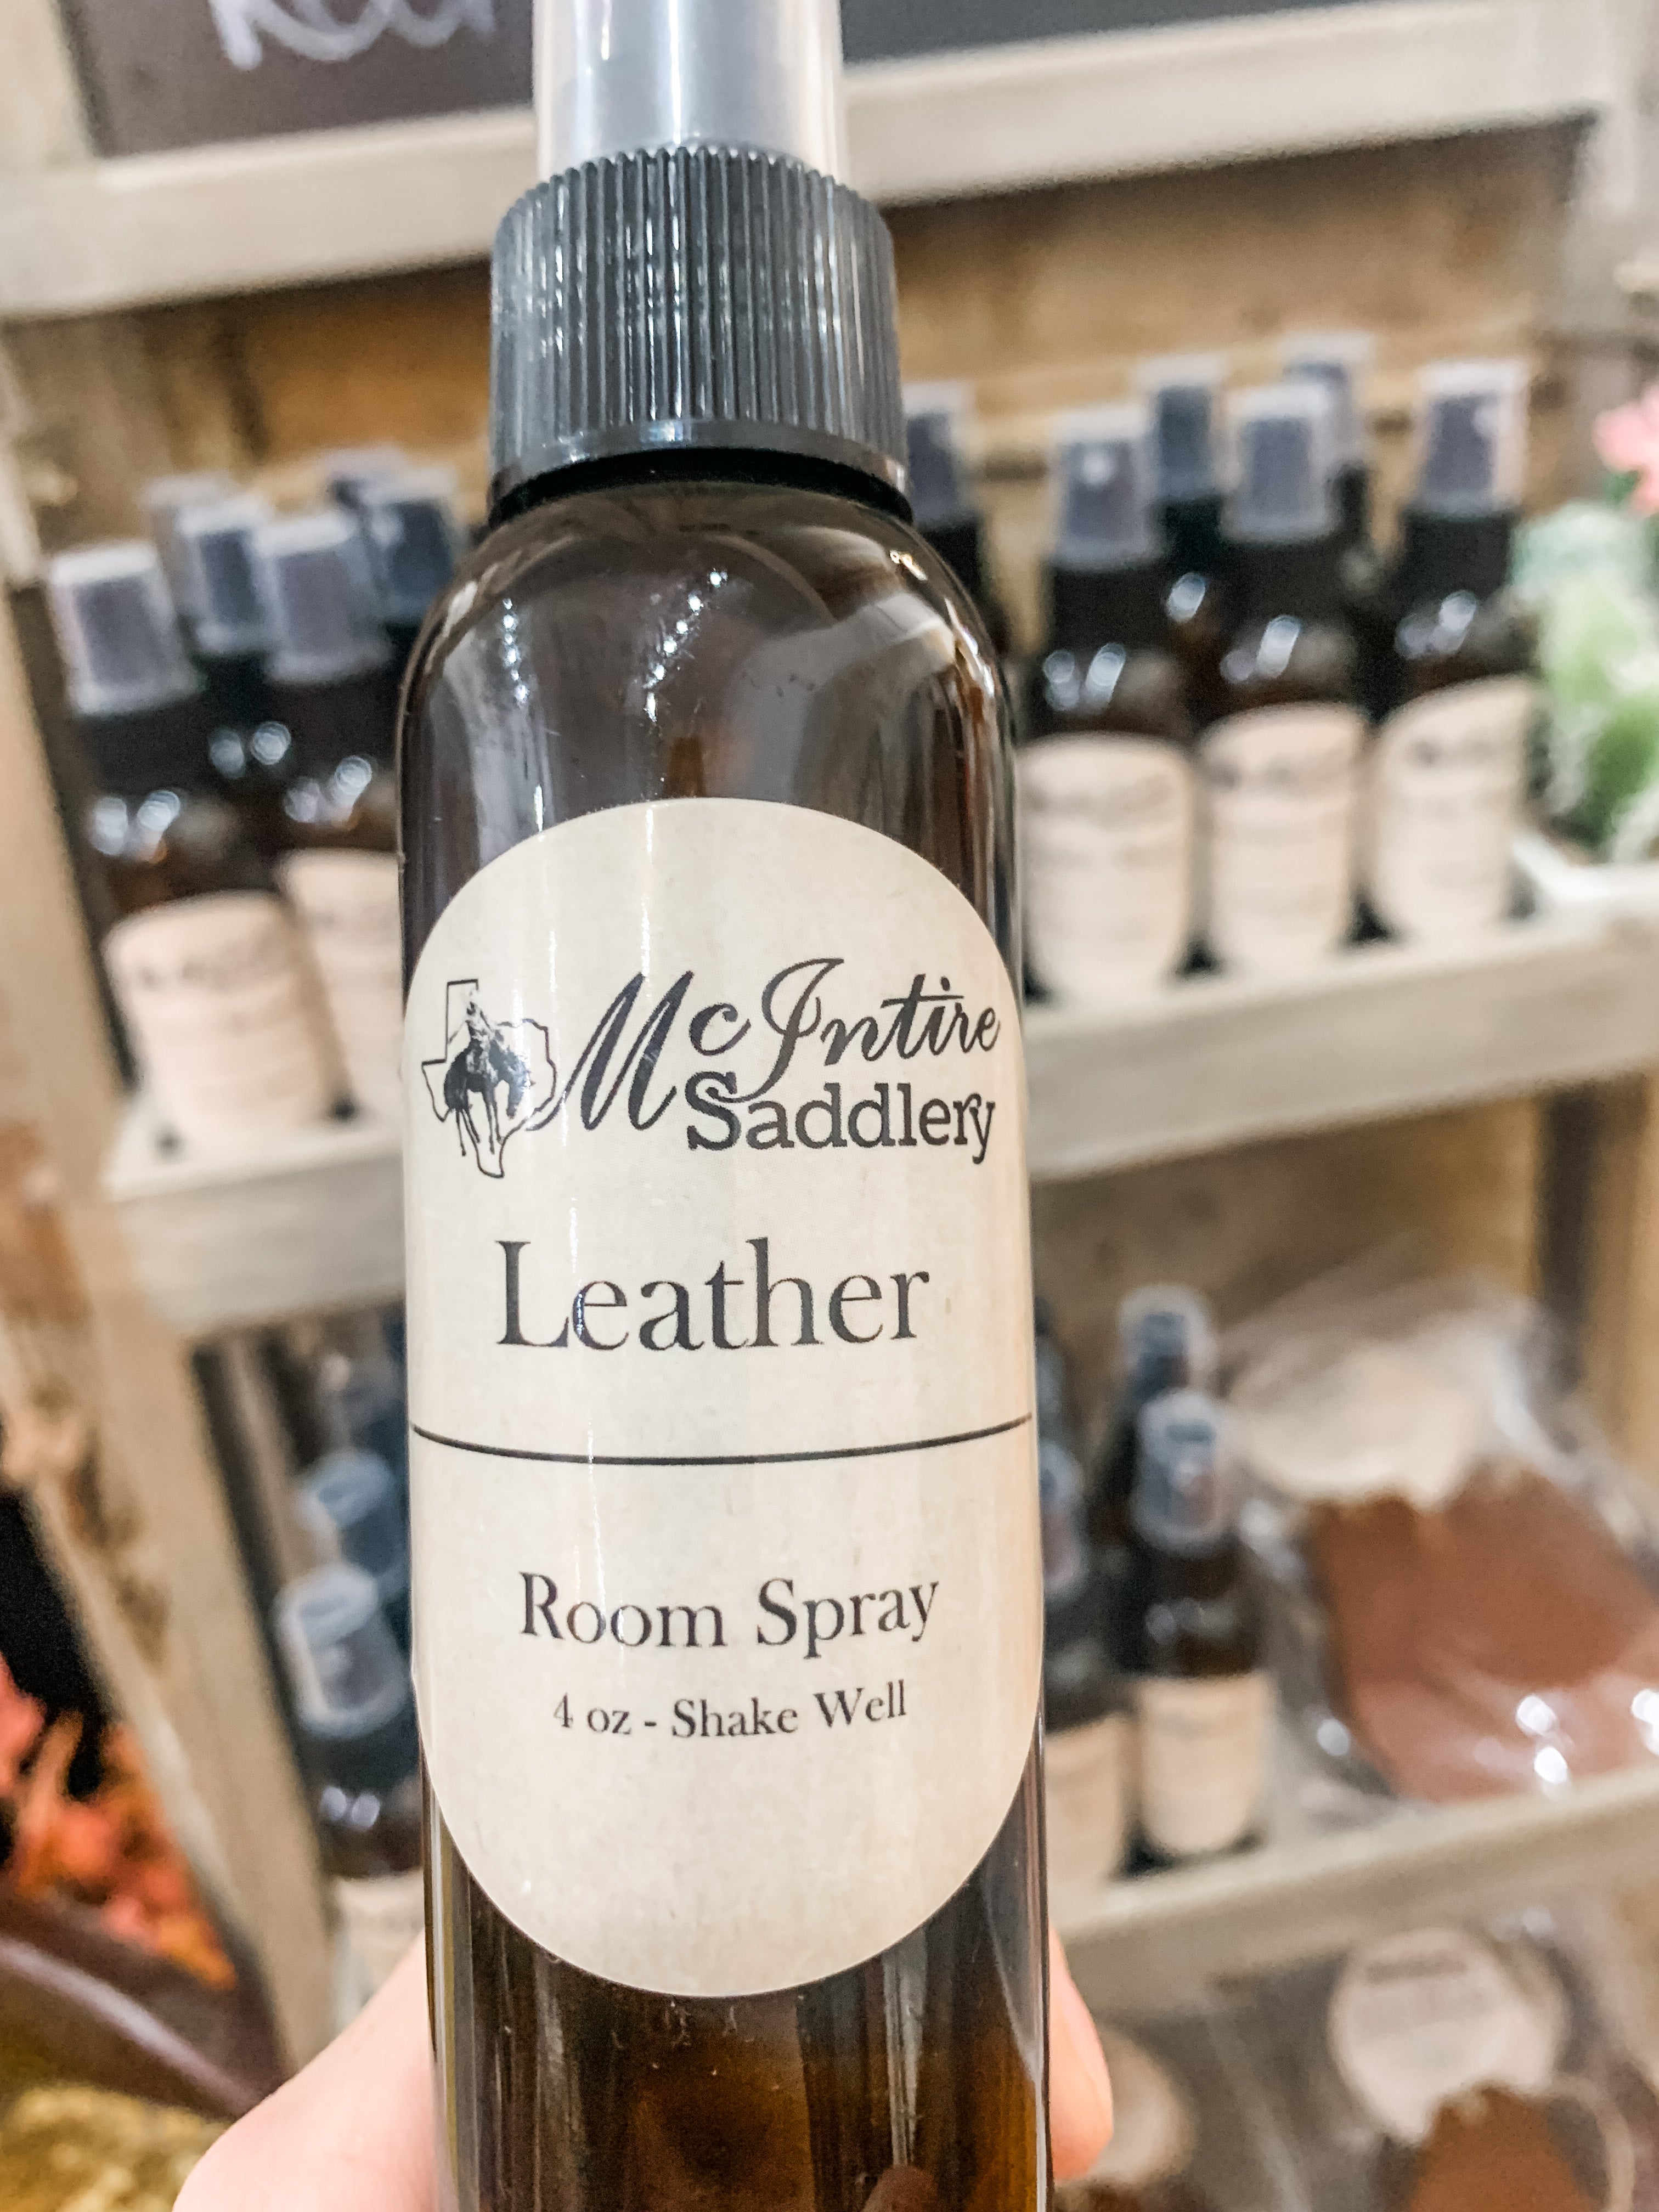 McIntire
Saddlery
Leather
Room Spray
4 oz - Shake Well